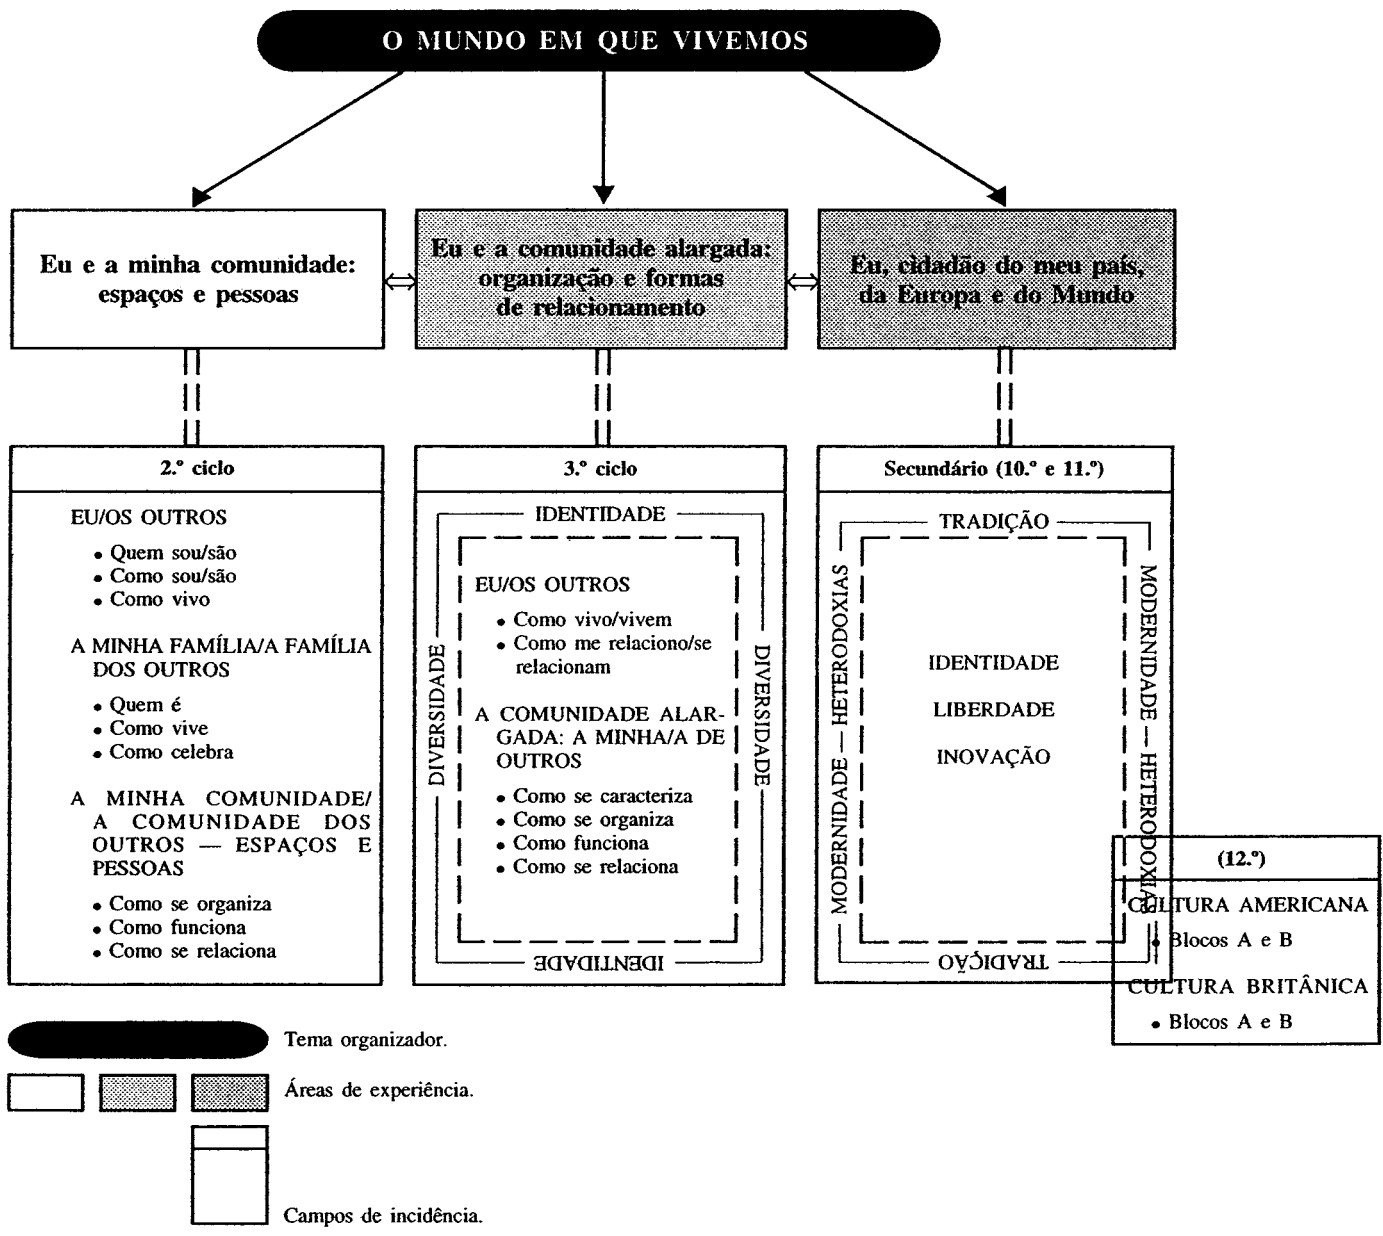 O MUNDO EM QUE VIVEMOS
Eu e a minha comunidade:
espaços e pessoas
Eu e a comunidade alargada:
organização e formas
de relacionamento
Eu, cidadão do meu país,
da Europa e do Mundo
2.º ciclo
EU/OS OUTROS
• Quem sou/são
• Como sou/são
• Como vivo
A MINHA FAMÍLIA/A FAMÍLIA
DOS OUTROS
• Quem é
• Como vive
• Como celebra
A MINHA COMUNIDADE/
A COMUNIDADE DOS
OUTROS — ESPAÇOS E
PESSOAS
• Como se organiza
• Como funciona
• Como se relaciona
3.º ciclo
IDENTIDADE
DIVERSIDADE
EU/OS OUTROS
• Como vivo/vivem
• Como me relaciono/se
relacionam
A COMUNIDADE ALAR-
GADA: A MINHA/A DE
OUTROS
• Como se caracteriza
• Como se organiza
• Como funciona
• Como se relaciona
DIVERSIDADE
IDENTIDADE
Secundário (10.º e 11.º)
TRADIÇÃO
MODERNIDADE — HETERODOXIAS
IDENTIDADE
LIBERDADE
INOVAÇÃO
MODERNIDADE — HETERODOXIAS
TRADIÇÃO
(12.º)
CULTURA AMERICANA
• Blocos A e B
CULTURA BRITÂNICA
• Blocos A e B
Tema organizador.
Áreas de experiência.
Campos de incidência.